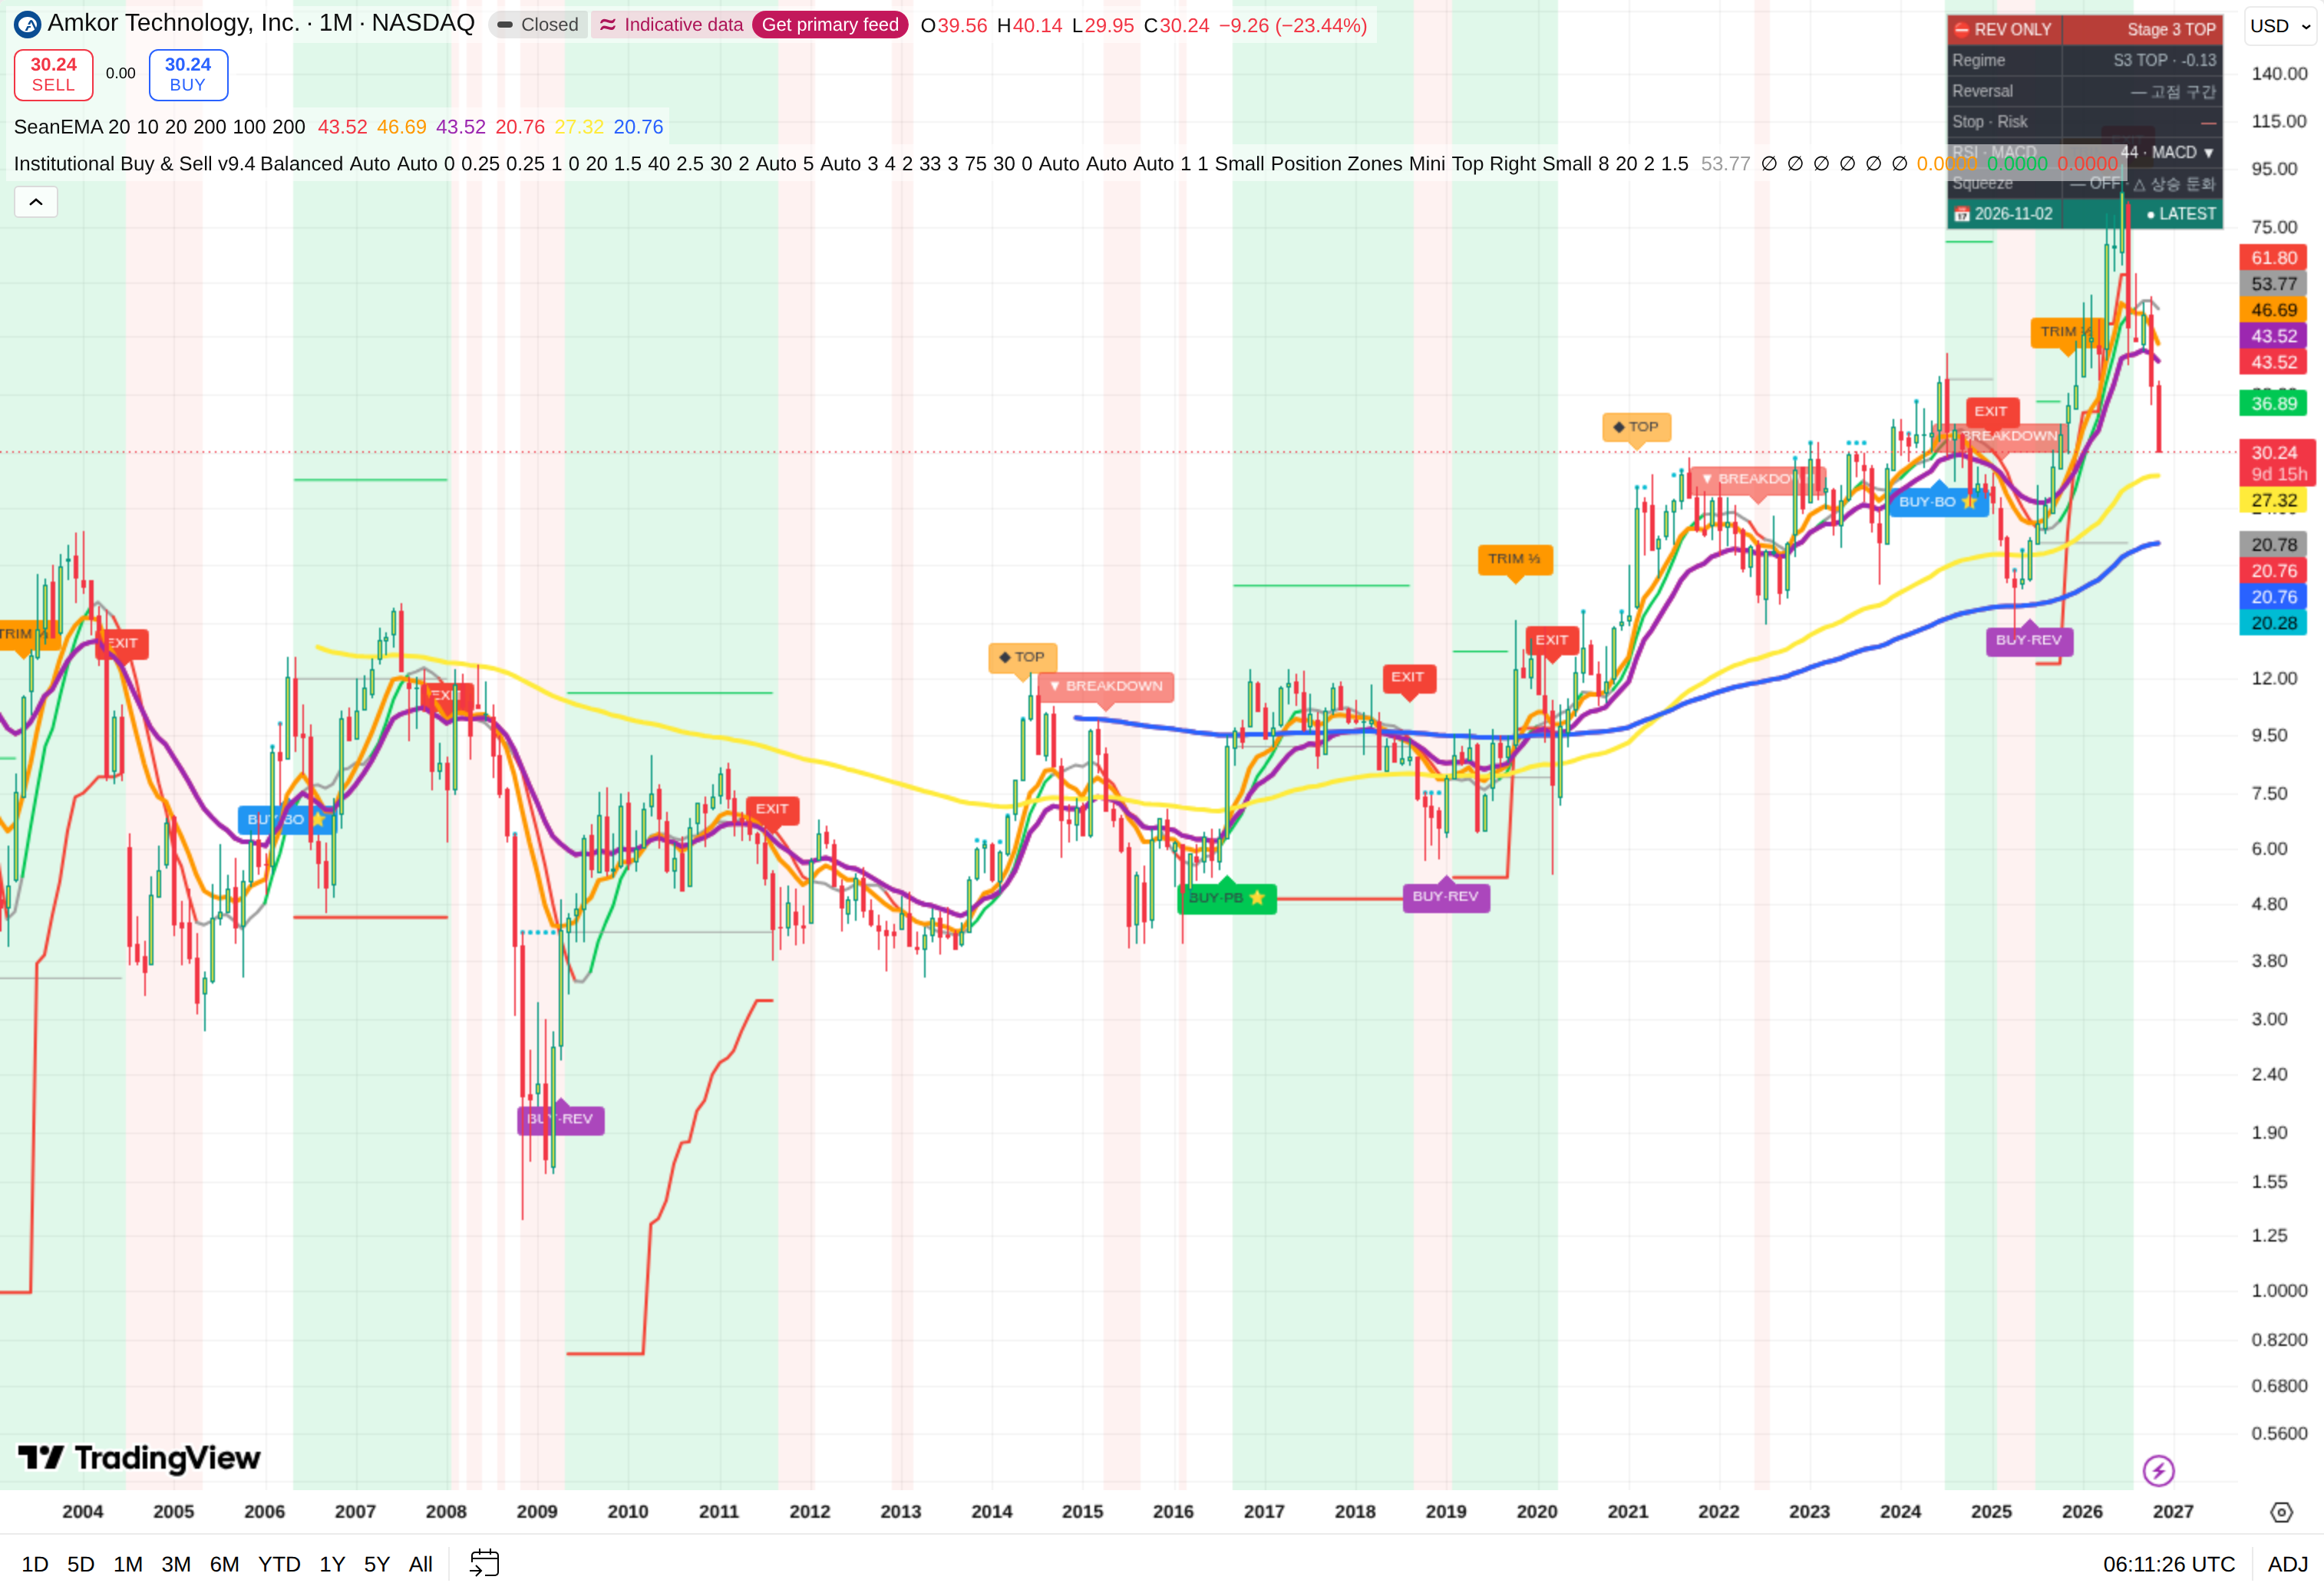 Amkor Technology, Inc. · 1M · NASDAQ
Closed
Indicative data
Get primary feed
O39.56 H40.14 L29.95 C30.24 −9.26 (−23.44%)
30.24
SELL
0.00
30.24
BUY
SeanEMA 20 10 20 200 100 200 43.52 46.69 43.52 20.76 27.32 20.76
Institutional Buy & Sell v9.4 Balanced Auto Auto 0 0.25 0.25 1 0 20 1.5 40 2.5 30 2 Auto 5 Auto 3 4 2 33 3 75 30 0 Auto Auto Auto 1 1 Small Position Zones Mini Top Right Small 8 20 2 1.5 53.77 ∅ ∅ ∅ ∅ ∅ ∅ 0.0000 0.0000 0.0000
REV ONLY Stage 3 TOP
Regime S3 TOP · -0.13
Reversal — 고점 구간
Stop · Risk —
RSI · MACD 44 · MACD ▼
Squeeze — OFF · △ 상승 둔화
2026-11-02 ● LATEST
USD
140.00
115.00
95.00
75.00
61.80
53.77
46.69
43.52
43.52
36.89
30.24
9d 15h
27.32
20.78
20.76
20.76
20.28
12.00
9.50
7.50
6.00
4.80
3.80
3.00
2.40
1.90
1.55
1.25
1.0000
0.8200
0.6800
0.5600
TRIM
EXIT
BUY-BO
EXIT
BUY-REV
EXIT
◆ TOP
▼ BREAKDOWN
BUY-PB
EXIT
BUY-REV
TRIM ⅓
EXIT
◆ TOP
▼ BREAKDOW
BUY-BO
EXIT
BREAKDOWN
BUY-REV
TRIM
TradingView
2004 2005 2006 2007 2008 2009 2010 2011 2012 2013 2014 2015 2016 2017 2018 2019 2020 2021 2022 2023 2024 2025 2026 2027
1D 5D 1M 3M 6M YTD 1Y 5Y All
06:11:26 UTC
ADJ